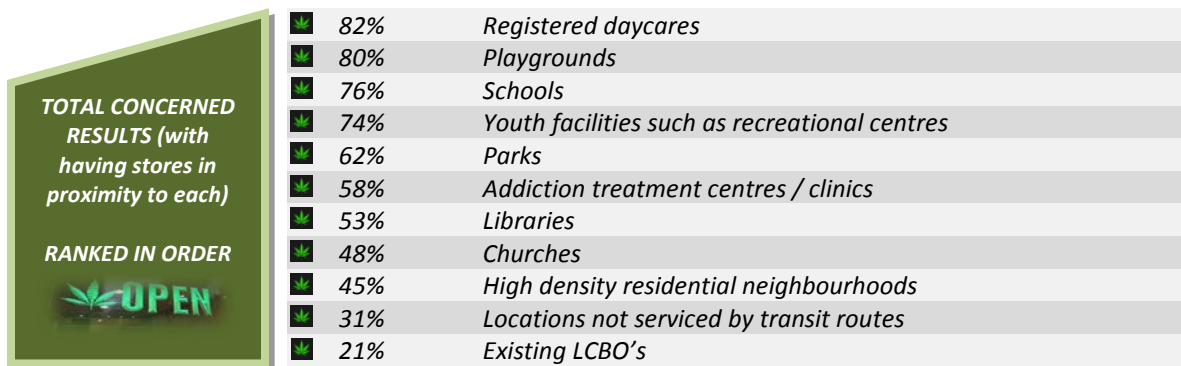 TOTAL CONCERNED
RESULTS (with
having stores in
proximity to each)
RANKED IN ORDER
OPEN
82% Registered daycares
80% Playgrounds
76% Schools
74% Youth facilities such as recreational centres
62% Parks
58% Addiction treatment centres / clinics
53% Libraries
48% Churches
45% High density residential neighbourhoods
31% Locations not serviced by transit routes
21% Existing LCBO’s